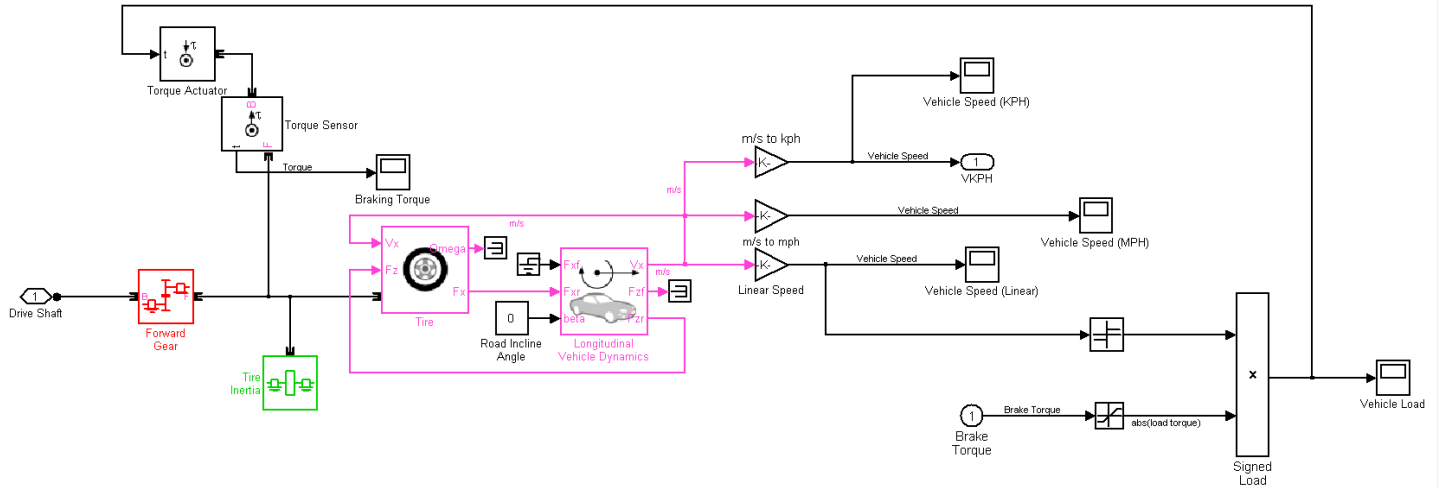 t
τ
Torque Actuator
B
τ
Torque Sensor
t
F
Torque
Braking Torque
Vehicle Speed (KPH)
m/s to kph
-K-
Vehicle Speed
1
VKPH
m/s
m/s
-K-
Vehicle Speed
Vehicle Speed (MPH)
m/s to mph
-K-
Vehicle Speed
Linear Speed
Vehicle Speed (Linear)
Vx
Omega
Fz
Fx
Tire
Fxf
Vx
m/s
Fxr
Fzf
beta
Fzr
0
Road Incline
Angle
Longitudinal
Vehicle Dynamics
1
Drive Shaft
B
F
Forward
Gear
Tire
Inertia
x
Vehicle Load
1
Brake Torque
abs(load torque)
Brake
Torque
Signed
Load